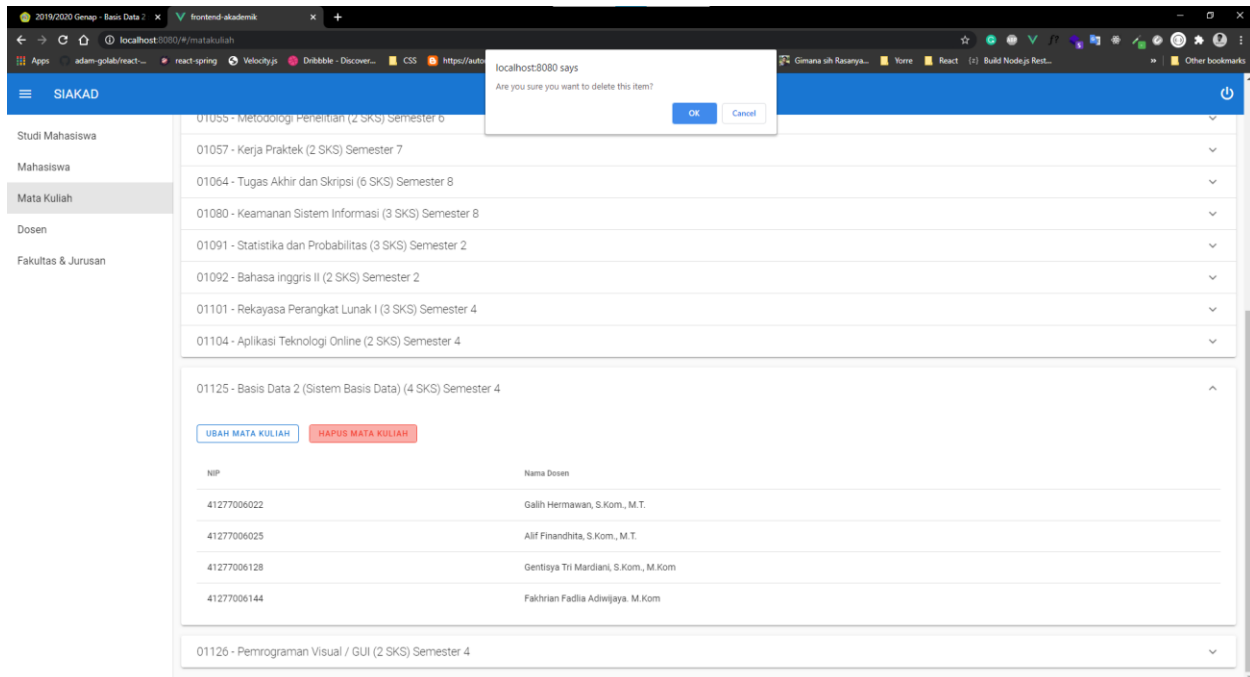 2019/2020 Genap - Basis Data 2
frontend-akademik
localhost:8080/#/matakuliah
Apps
adam-golab/react-...
react-spring
Velocity.js
Dribbble - Discover...
CSS
https://auto
Gimana sih Rasanya...
Yorre
React
Build Node.js Rest...
Other bookmarks
localhost:8080 says
Are you sure you want to delete this item?
OK
Cancel
SIAKAD
Studi Mahasiswa
Mahasiswa
Mata Kuliah
Dosen
Fakultas & Jurusan
01055 - Metodologi Penelitian (2 SKS) Semester 6
01057 - Kerja Praktek (2 SKS) Semester 7
01064 - Tugas Akhir dan Skripsi (6 SKS) Semester 8
01080 - Keamanan Sistem Informasi (3 SKS) Semester 8
01091 - Statistika dan Probabilitas (3 SKS) Semester 2
01092 - Bahasa inggris II (2 SKS) Semester 2
01101 - Rekayasa Perangkat Lunak I (3 SKS) Semester 4
01104 - Aplikasi Teknologi Online (2 SKS) Semester 4
01125 - Basis Data 2 (Sistem Basis Data) (4 SKS) Semester 4
UBAH MATA KULIAH
HAPUS MATA KULIAH
NIP Nama Dosen
41277006022 Galih Hermawan, S.Kom., M.T.
41277006025 Alif Finandhita, S.Kom., M.T.
41277006128 Gentisya Tri Mardiani, S.Kom., M.Kom
41277006144 Fakhrian Fadlia Adiwijaya. M.Kom
01126 - Pemrograman Visual / GUI (2 SKS) Semester 4